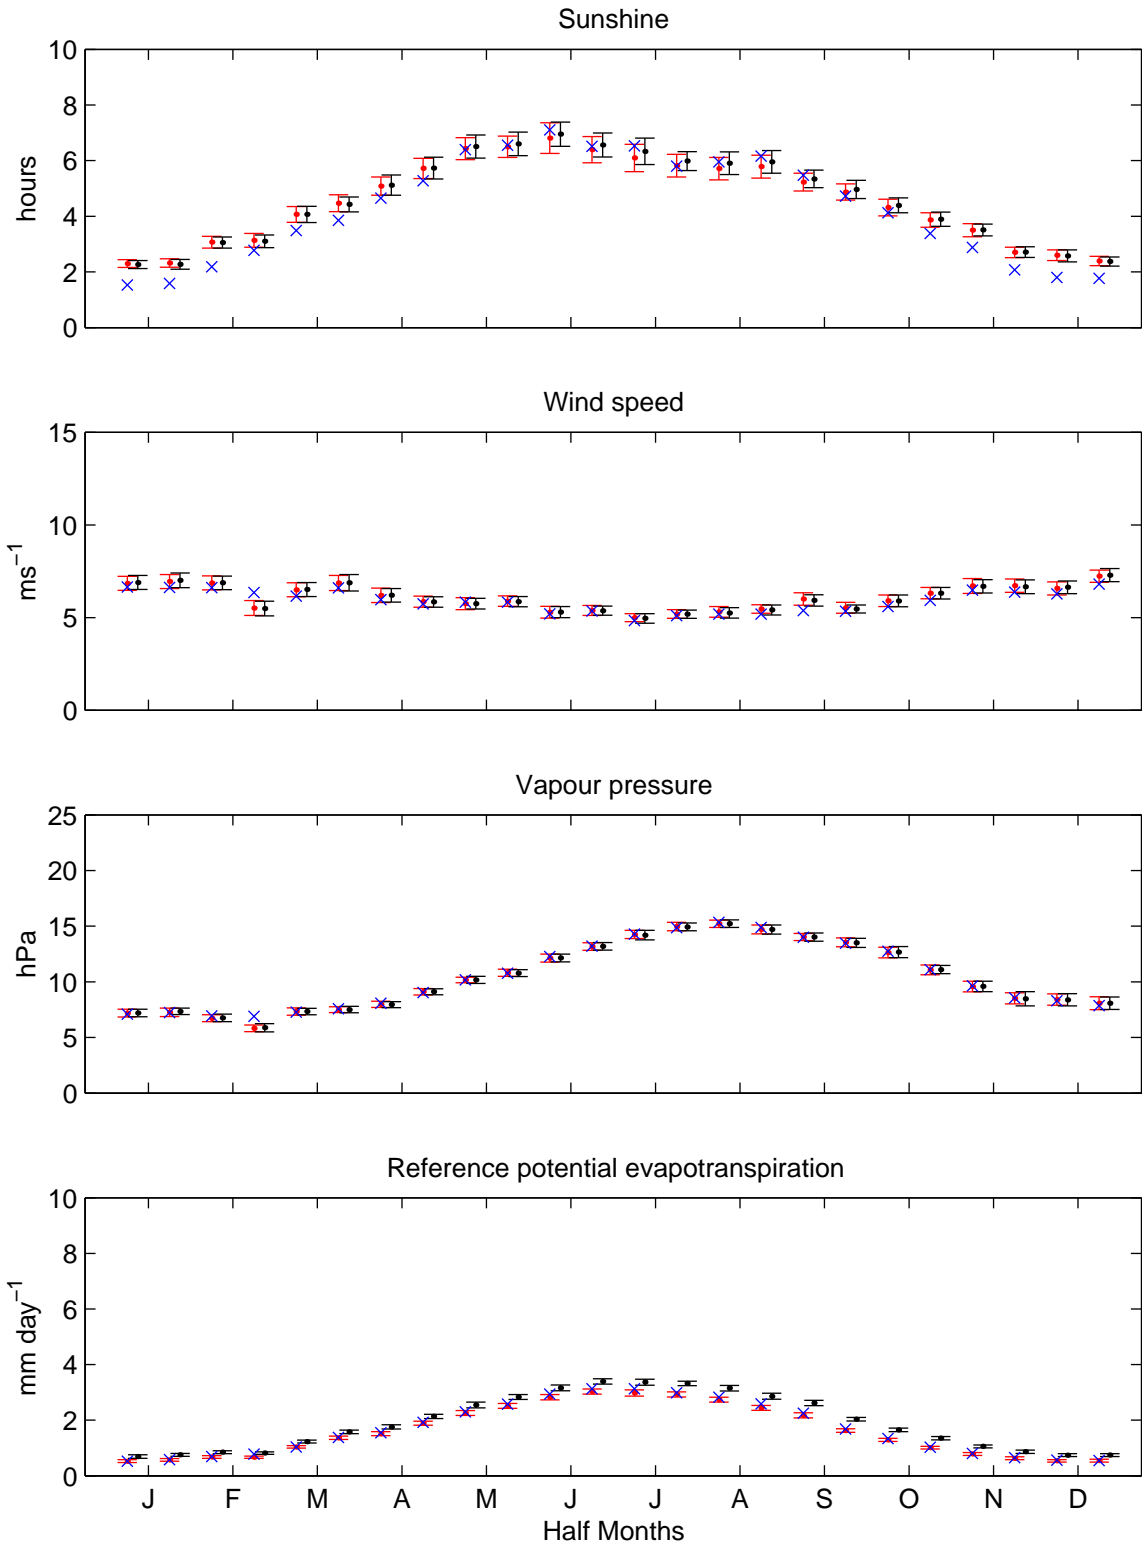 Sunshine
10
8
6
4
2
0
hours
Wind speed
15
10
5
0
ms−1
Vapour pressure
25
20
15
10
5
0
hPa
Reference potential evapotranspiration
10
8
6
4
2
0
mm day−1
J F M A M J J A S O N D
Half Months